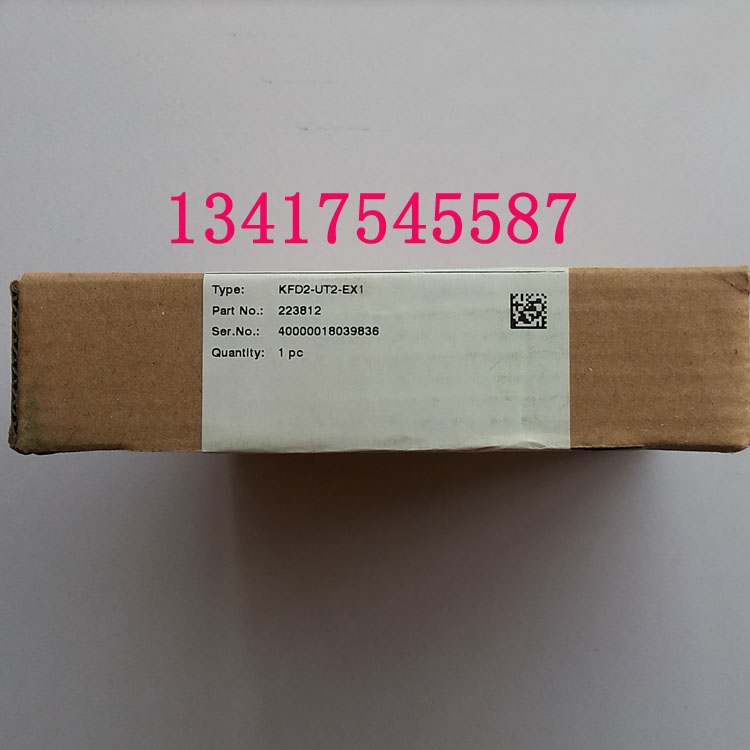 13417545587
Type: KFD2-UT2-EX1
Part No.: 223812
Ser.No.: 40000018039836
Quantity: 1 pc